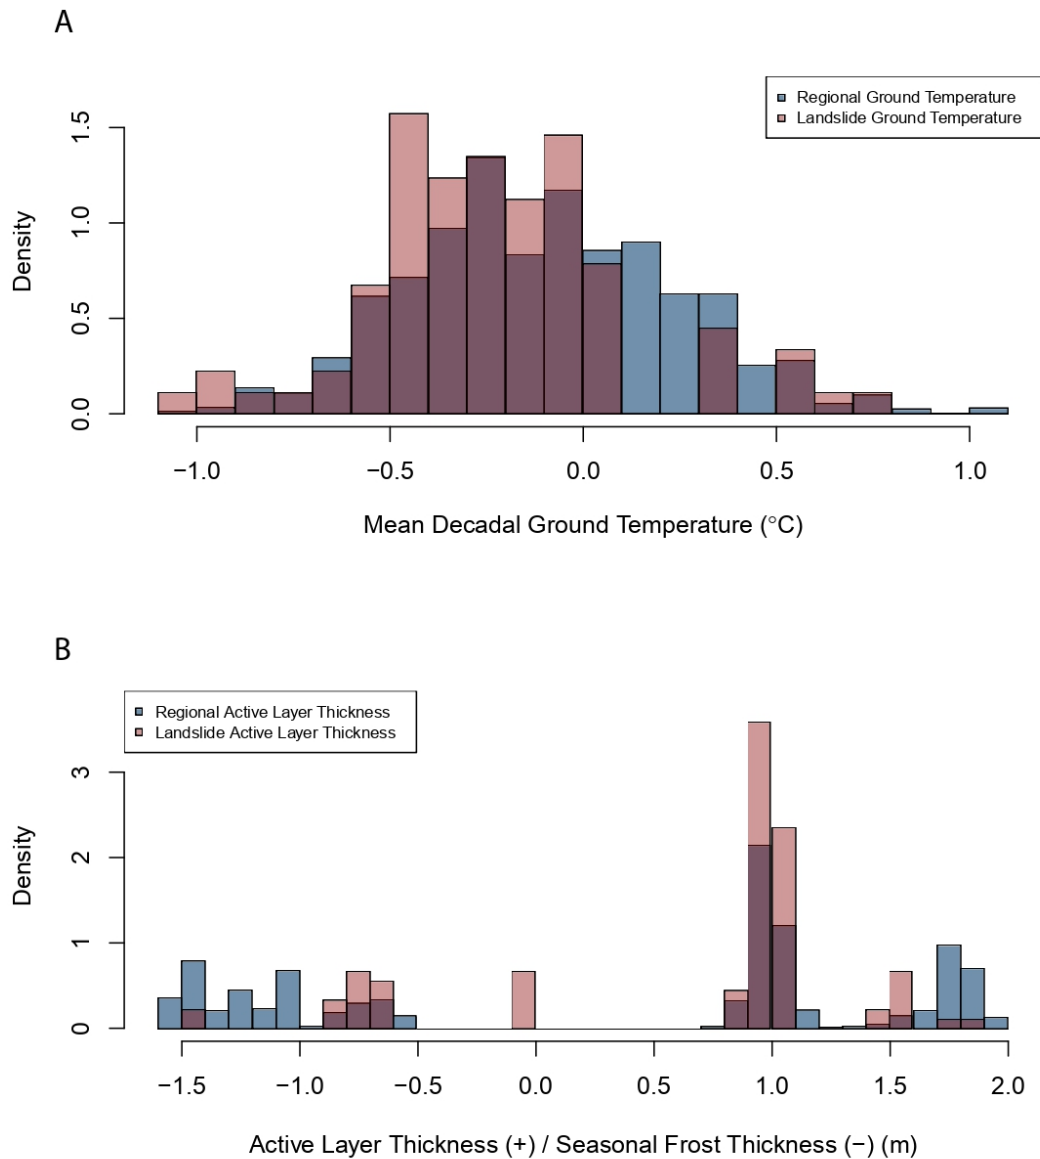 A
Regional Ground Temperature
Landslide Ground Temperature
Density
0.0 0.5 1.0 1.5
−1.0 −0.5 0.0 0.5 1.0
Mean Decadal Ground Temperature (°C)
B
Regional Active Layer Thickness
Landslide Active Layer Thickness
Density
0 1 2 3
−1.5 −1.0 −0.5 0.0 0.5 1.0 1.5 2.0
Active Layer Thickness (+) / Seasonal Frost Thickness (−) (m)